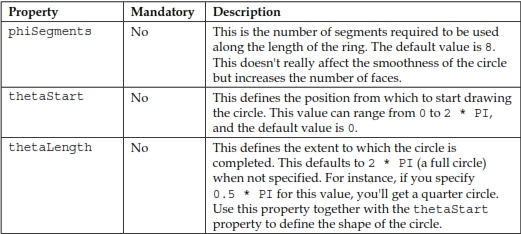 Property Mandatory Description
phiSegments No This is the number of segments required to be used
along the length of the ring. The default value is 8.
This doesn't really affect the smoothness of the circle
but increases the number of faces.
thetaStart No This defines the position from which to start drawing
the circle. This value can range from 0 to 2 * PI,
and the default value is 0.
thetaLength No This defines the extent to which the circle is
completed. This defaults to 2 * PI (a full circle)
when not specified. For instance, if you specify
0.5 * PI for this value, you'll get a quarter circle.
Use this property together with the thetaStart
property to define the shape of the circle.